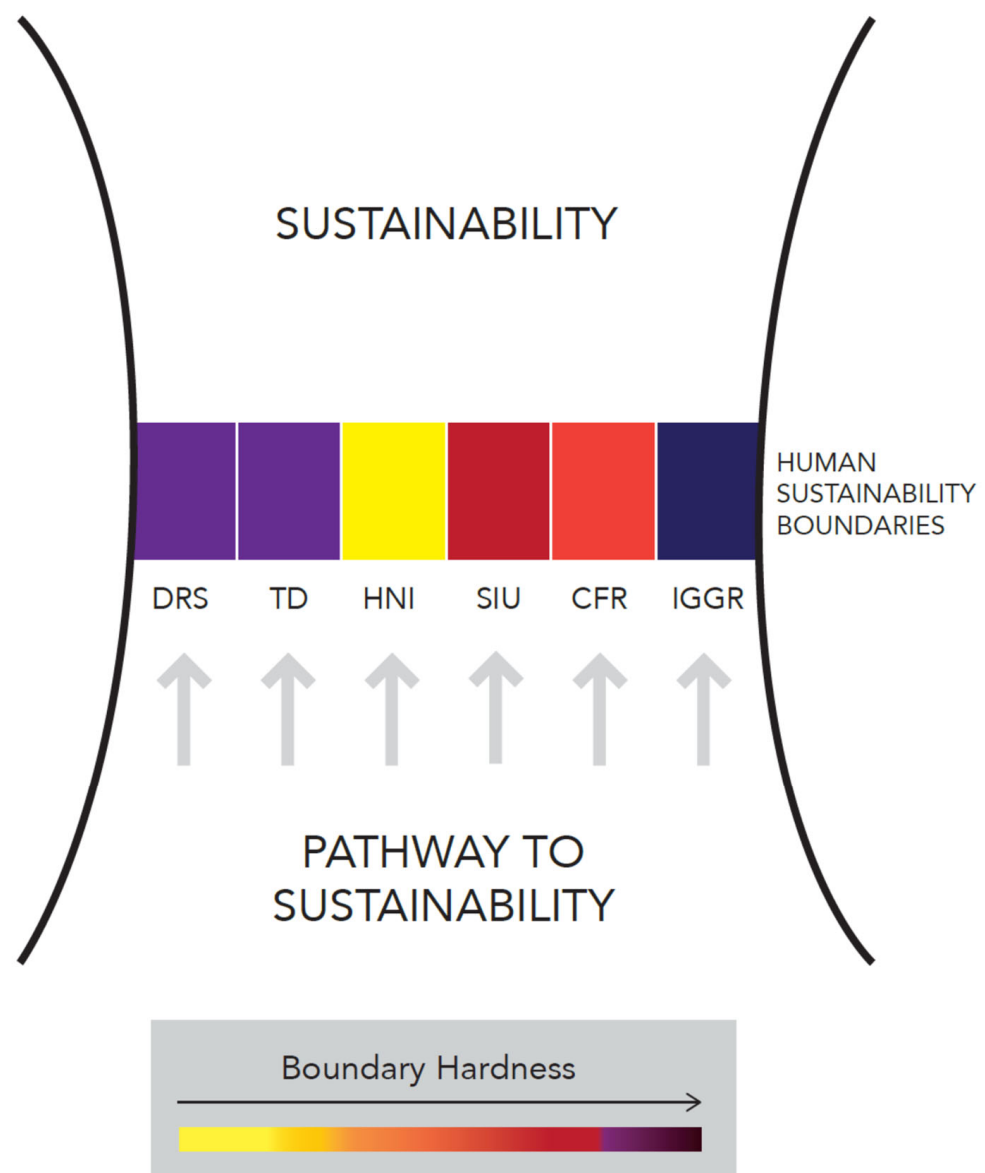 SUSTAINABILITY
HUMAN
SUSTAINABILITY
BOUNDARIES
DRS TD HNI SIU CFR IGGR
PATHWAY TO
SUSTAINABILITY
Boundary Hardness